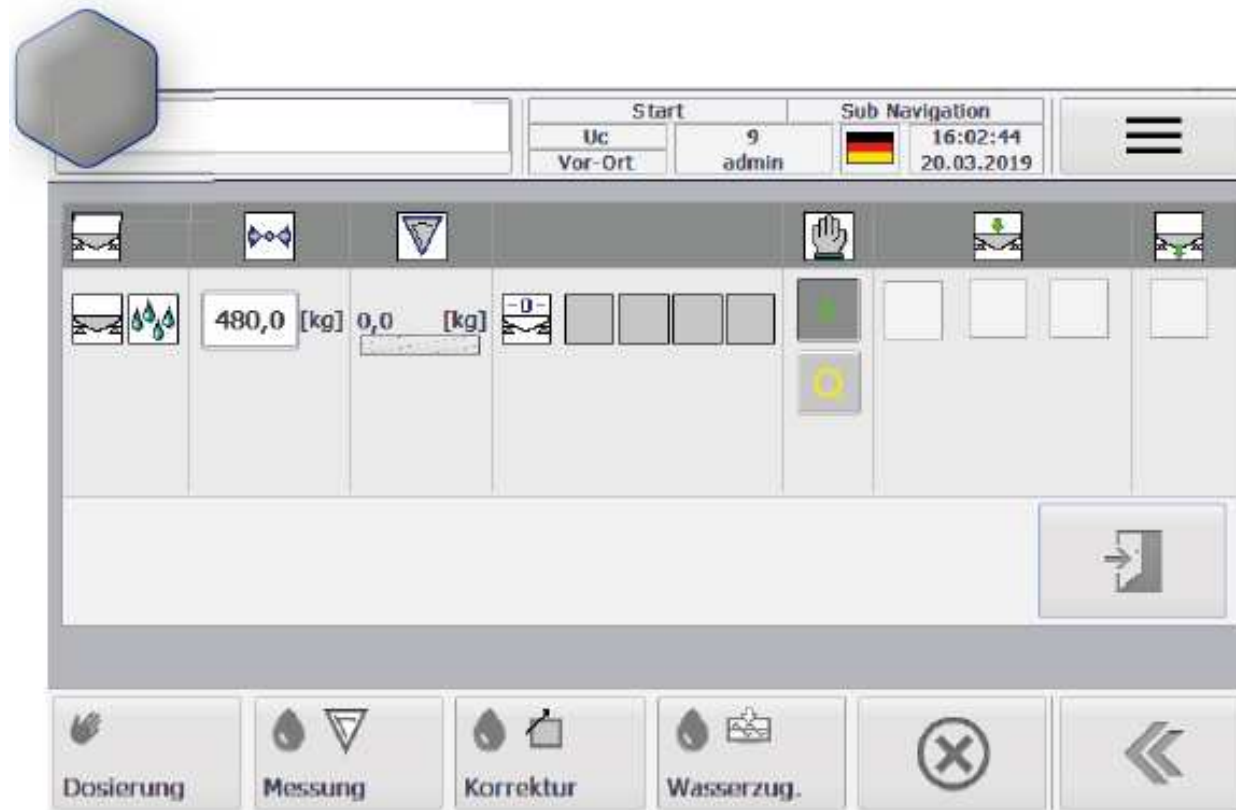 Start Sub Navigation
Uc 9 16:02:44
Vor-Ort admin 20.03.2019
480,0 [kg] 0,0 [kg] -0-
Dosierung Messung Korrektur Wasserzug.